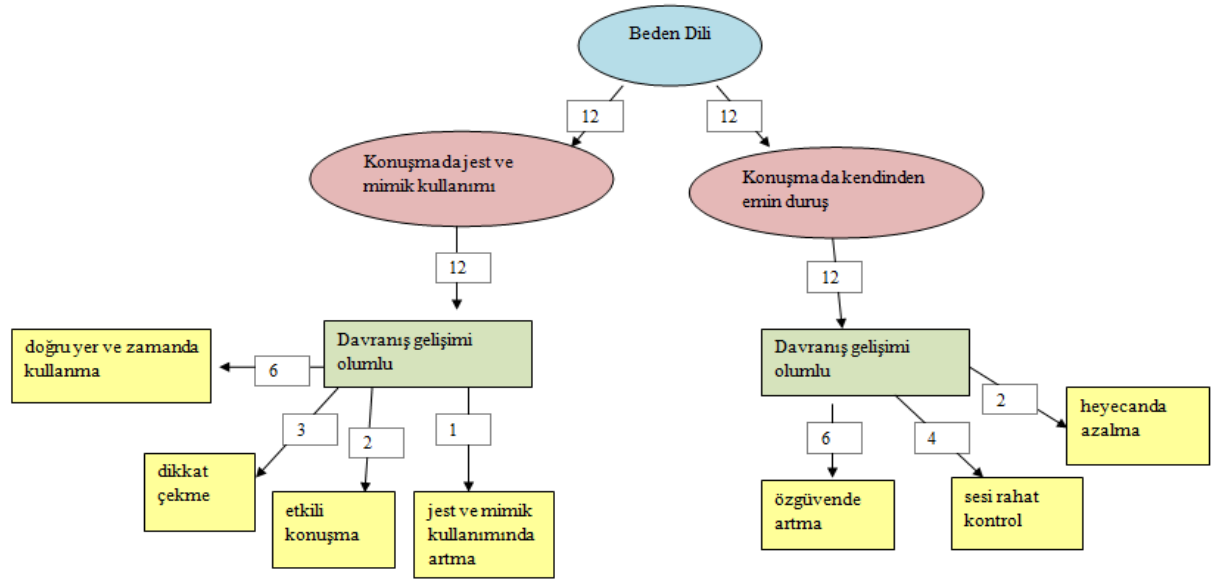 Beden Dili
12
12
Konuşmada jest ve
mimik kullanımı
Konuşmada kendinden
emin duruş
12
12
Davranış gelişimi
olumlu
Davranış gelişimi
olumlu
doğru yer ve zamanda
kullanma
6
3
2
1
6
4
2
heyecanda
azalma
dikkat
çekme
etkili
konuşma
jest ve mimik
kullanımında
artma
özgüvende
artma
sesi rahat
kontrol